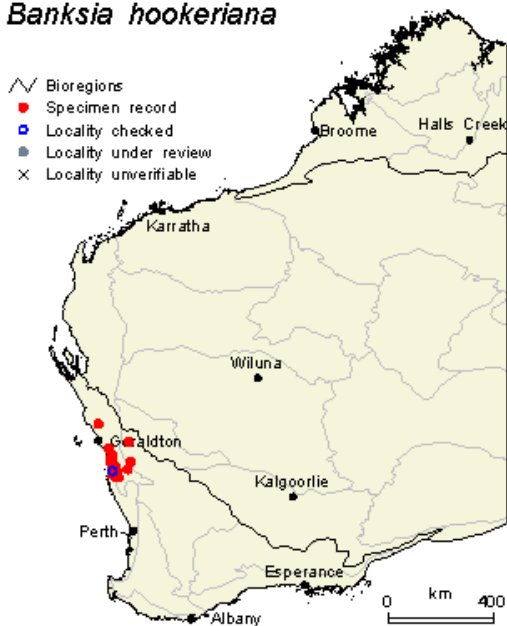 Banksia hookeriana
Bioregions
Specimen record
Locality checked
Locality under review
Locality unverifiable
Broome
Halls Creek
Karratha
Wiluna
Geraldton
Kalgoorlie
Perth
Esperance
Albany
0 km 400